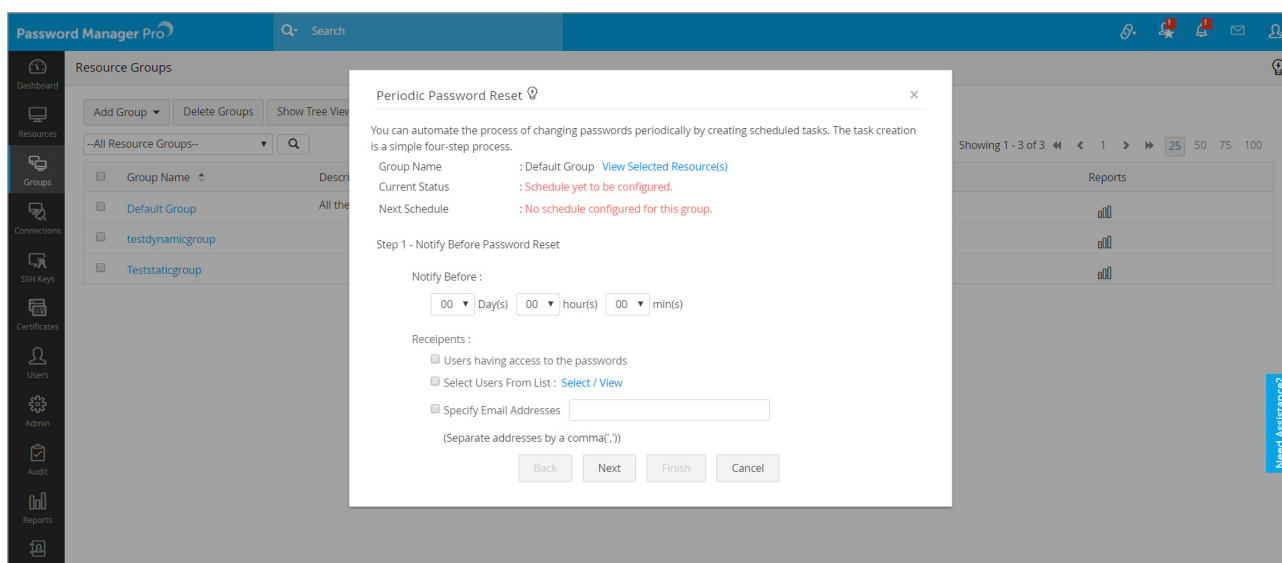 Password Manager Pro
Search
Dashboard
Resources
Groups
Connections
SSH Keys
Certificates
Users
Admin
Audit
Reports
Resource Groups
Add Group
Delete Groups
Show Tree View
--All Resource Groups--
Showing 1 - 3 of 3 1 25 50 75 100
Group Name
Reports
Default Group
All the
testdynamicgroup
Teststaticgroup
Periodic Password Reset
You can automate the process of changing passwords periodically by creating scheduled tasks. The task creation
is a simple four-step process.
Group Name : Default Group View Selected Resource(s)
Current Status : Schedule yet to be configured.
Next Schedule : No schedule configured for this group.
Step 1 - Notify Before Password Reset
Notify Before :
00 Day(s) 00 hour(s) 00 min(s)
Receipents :
Users having access to the passwords
Select Users From List : Select / View
Specify Email Addresses
(Separate addresses by a comma(','))
Back Next Finish Cancel
Need Assistance?